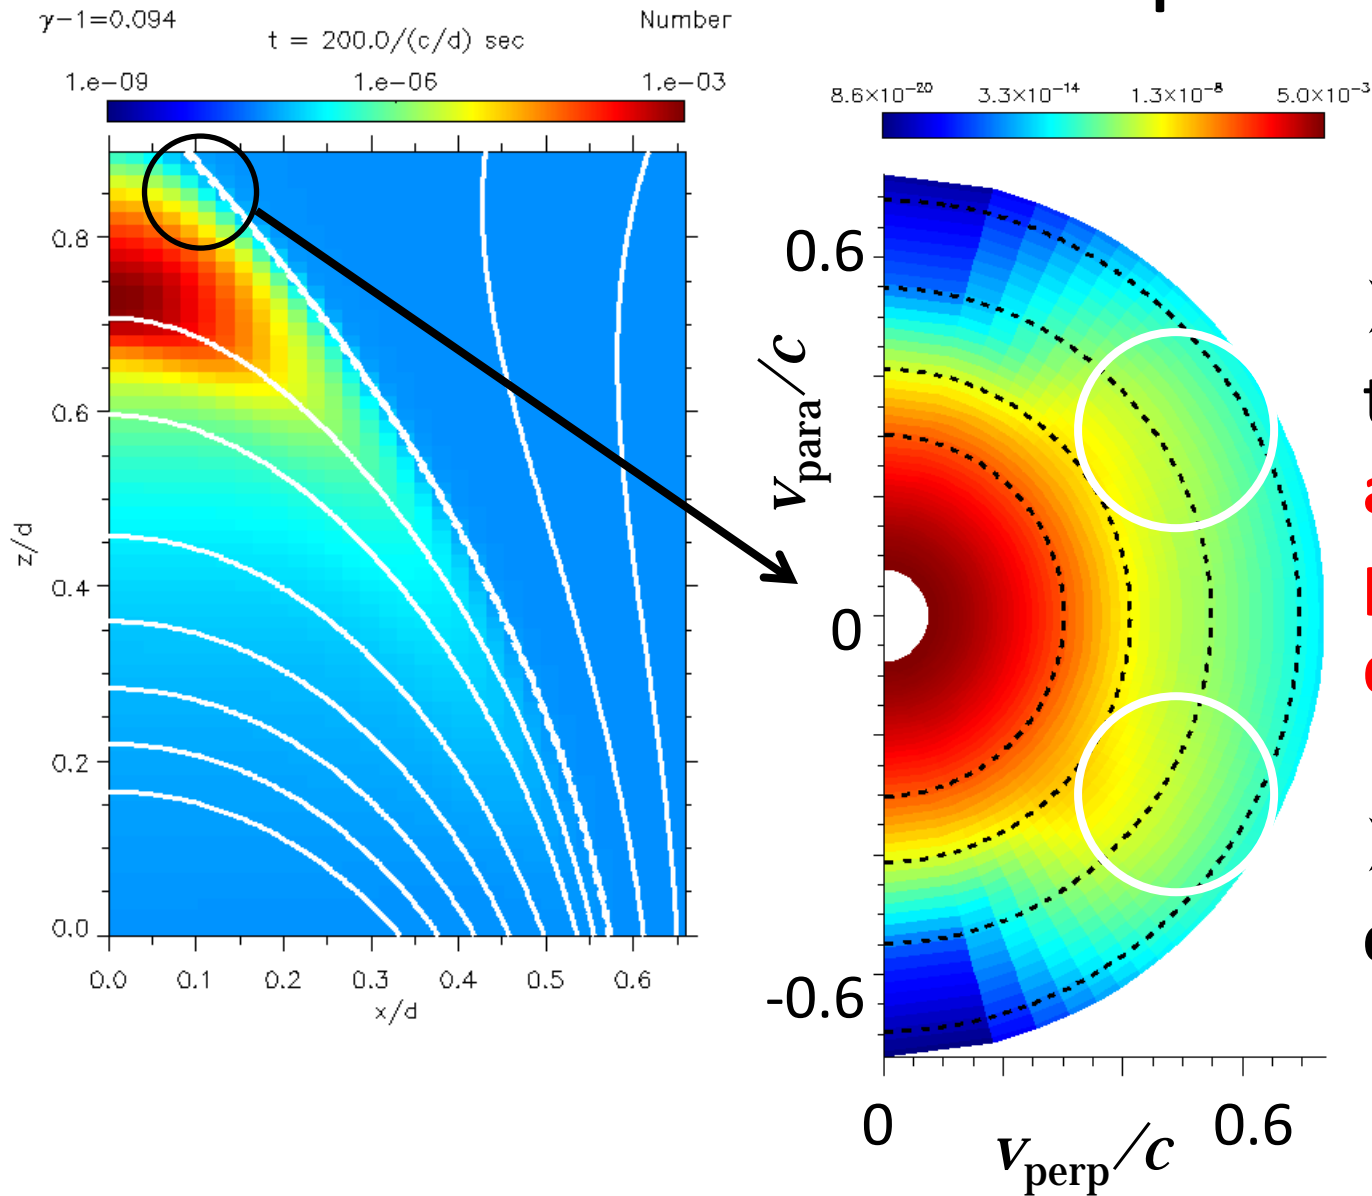 γ-1=0.094
Number
t = 200.0/(c/d) sec
1.e-09 1.e-06 1.e-03
0.8
0.6
0.4
0.2
0.0
z/d
0.0 0.1 0.2 0.3 0.4 0.5 0.6
x/d
8.6×10⁻²⁰ 3.3×10⁻¹⁴ 1.3×10⁻⁸ 5.0×10⁻³
0.6
0
-0.6
vpara/c
0 0.6
vperp/c